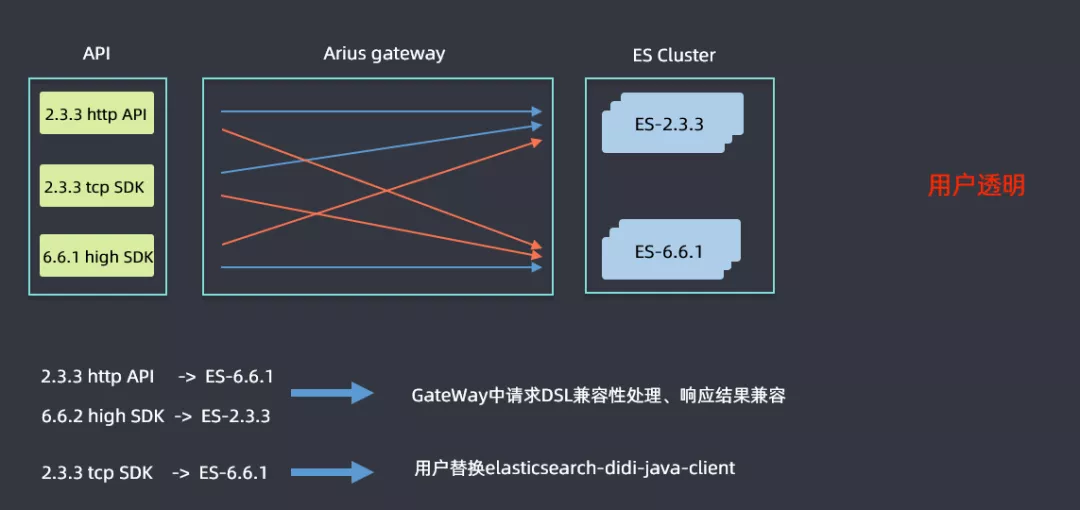 API
Arius gateway
ES Cluster
2.3.3 http API
ES-2.3.3
2.3.3 tcp SDK
用户透明
6.6.1 high SDK
ES-6.6.1
2.3.3 http API -> ES-6.6.1
GateWay中请求DSL兼容性处理、响应结果兼容
6.6.2 high SDK -> ES-2.3.3
2.3.3 tcp SDK -> ES-6.6.1
用户替换elasticsearch-didi-java-client